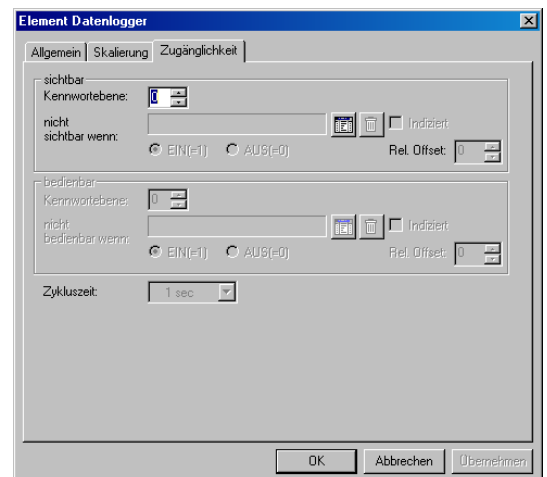 Element Datenlogger
Allgemein Skalierung Zugänglichkeit
sichtbar
Kennwortebene: 0
nicht
sichtbar wenn:
Indiziert
EIN(=1) AUS(=0) Rel. Offset: 0
bedienbar
Kennwortebene: 0
nicht
bedienbar wenn:
Indiziert
EIN(=1) AUS(=0) Rel. Offset: 0
Zykluszeit: 1 sec
OK Abbrechen Übernehmen